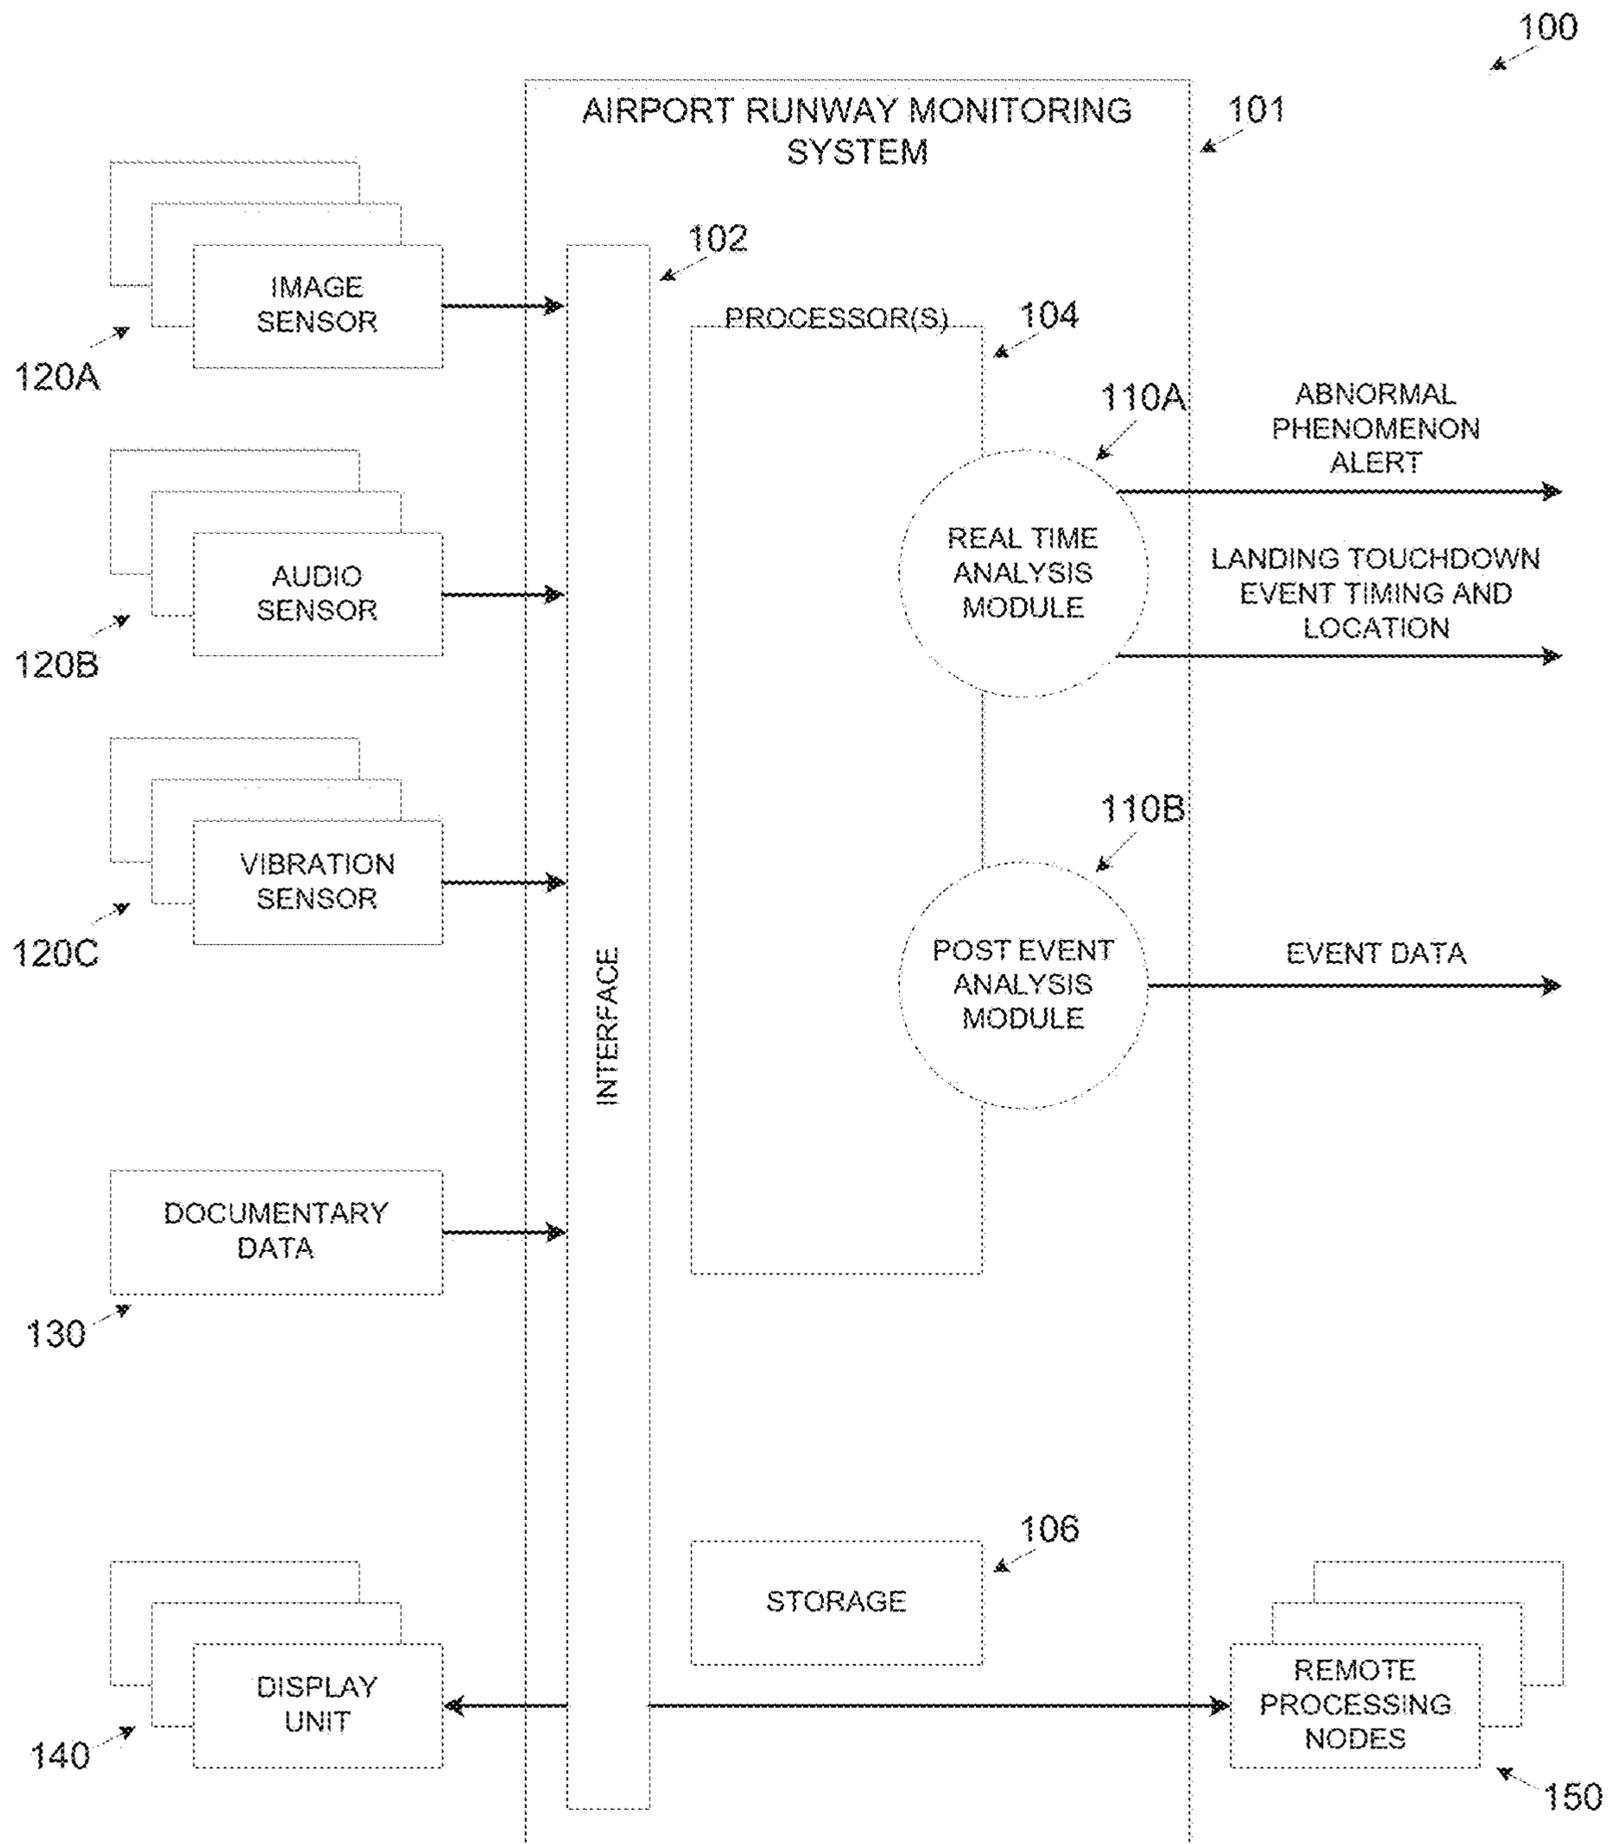 100
AIRPORT RUNWAY MONITORING
SYSTEM
101
102
IMAGE
SENSOR
120A
PROCESSOR(S)
104
110A
ABNORMAL
PHENOMENON
ALERT
AUDIO
SENSOR
120B
REAL TIME
ANALYSIS
MODULE
LANDING TOUCHDOWN
EVENT TIMING AND
LOCATION
VIBRATION
SENSOR
120C
110B
POST EVENT
ANALYSIS
MODULE
EVENT DATA
INTERFACE
DOCUMENTARY
DATA
130
106
STORAGE
DISPLAY
UNIT
140
REMOTE
PROCESSING
NODES
150